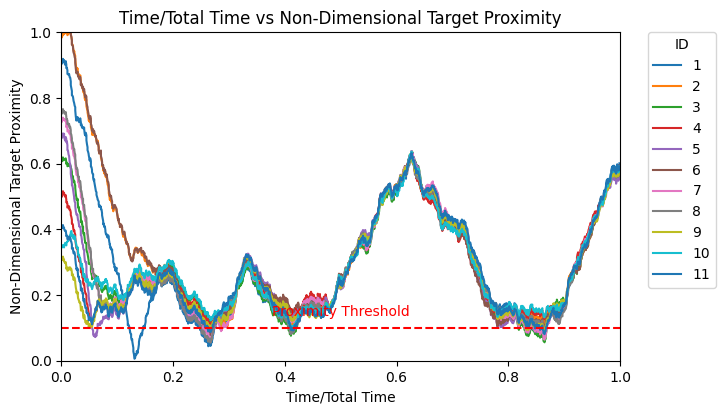 Time/Total Time vs Non-Dimensional Target Proximity
Non-Dimensional Target Proximity
1.0
0.8
0.6
0.4
0.2
0.0
Proximity Threshold
0.0 0.2 0.4 0.6 0.8 1.0
Time/Total Time
ID
1
2
3
4
5
6
7
8
9
10
11